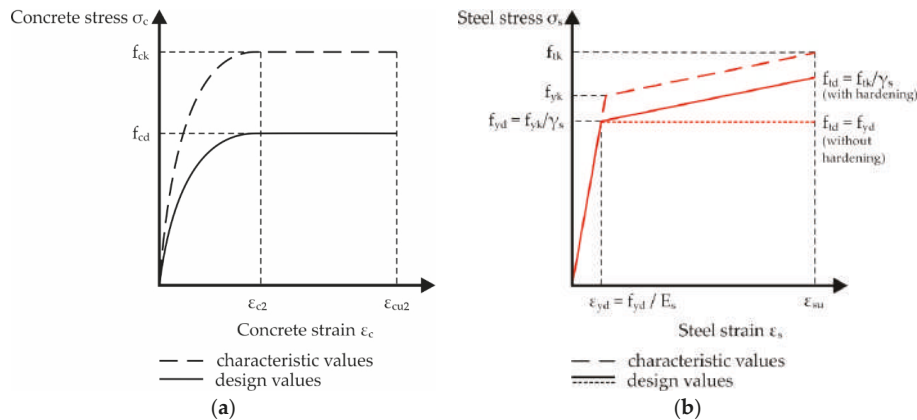 Concrete stress σc
fck
fcd
εc2
εcu2
Concrete strain εc
characteristic values
design values
(a)
Steel stress σs
ftk
fyk
fyd = fyk/γs
ftd = ftk/γs
(with hardening)
ftd = fyd
(without
hardening)
εyd = fyd / Es
εsu
Steel strain εs
characteristic values
design values
(b)